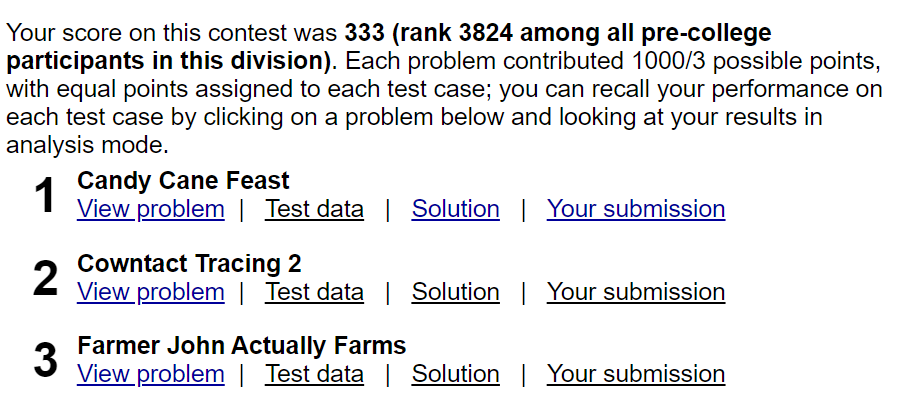 Your score on this contest was 333 (rank 3824 among all pre-college
participants in this division). Each problem contributed 1000/3 possible points,
with equal points assigned to each test case; you can recall your performance on
each test case by clicking on a problem below and looking at your results in
analysis mode.
1 Candy Cane Feast
View problem | Test data | Solution | Your submission
2 Cowntact Tracing 2
View problem | Test data | Solution | Your submission
3 Farmer John Actually Farms
View problem | Test data | Solution | Your submission